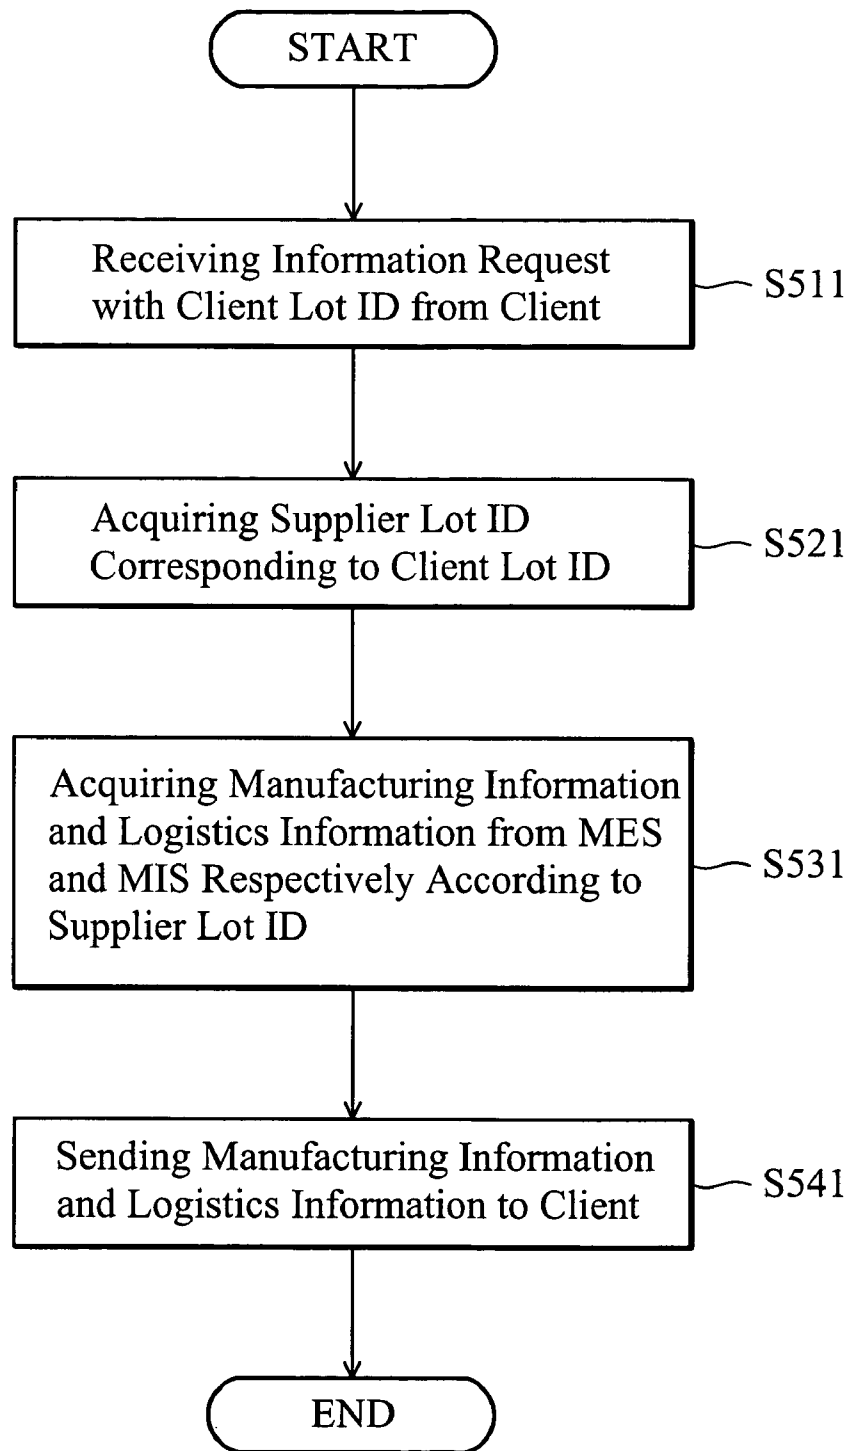 START
Receiving Information Request
with Client Lot ID from Client
S511
Acquiring Supplier Lot ID
Corresponding to Client Lot ID
S521
Acquiring Manufacturing Information
and Logistics Information from MES
and MIS Respectively According to
Supplier Lot ID
S531
Sending Manufacturing Information
and Logistics Information to Client
S541
END